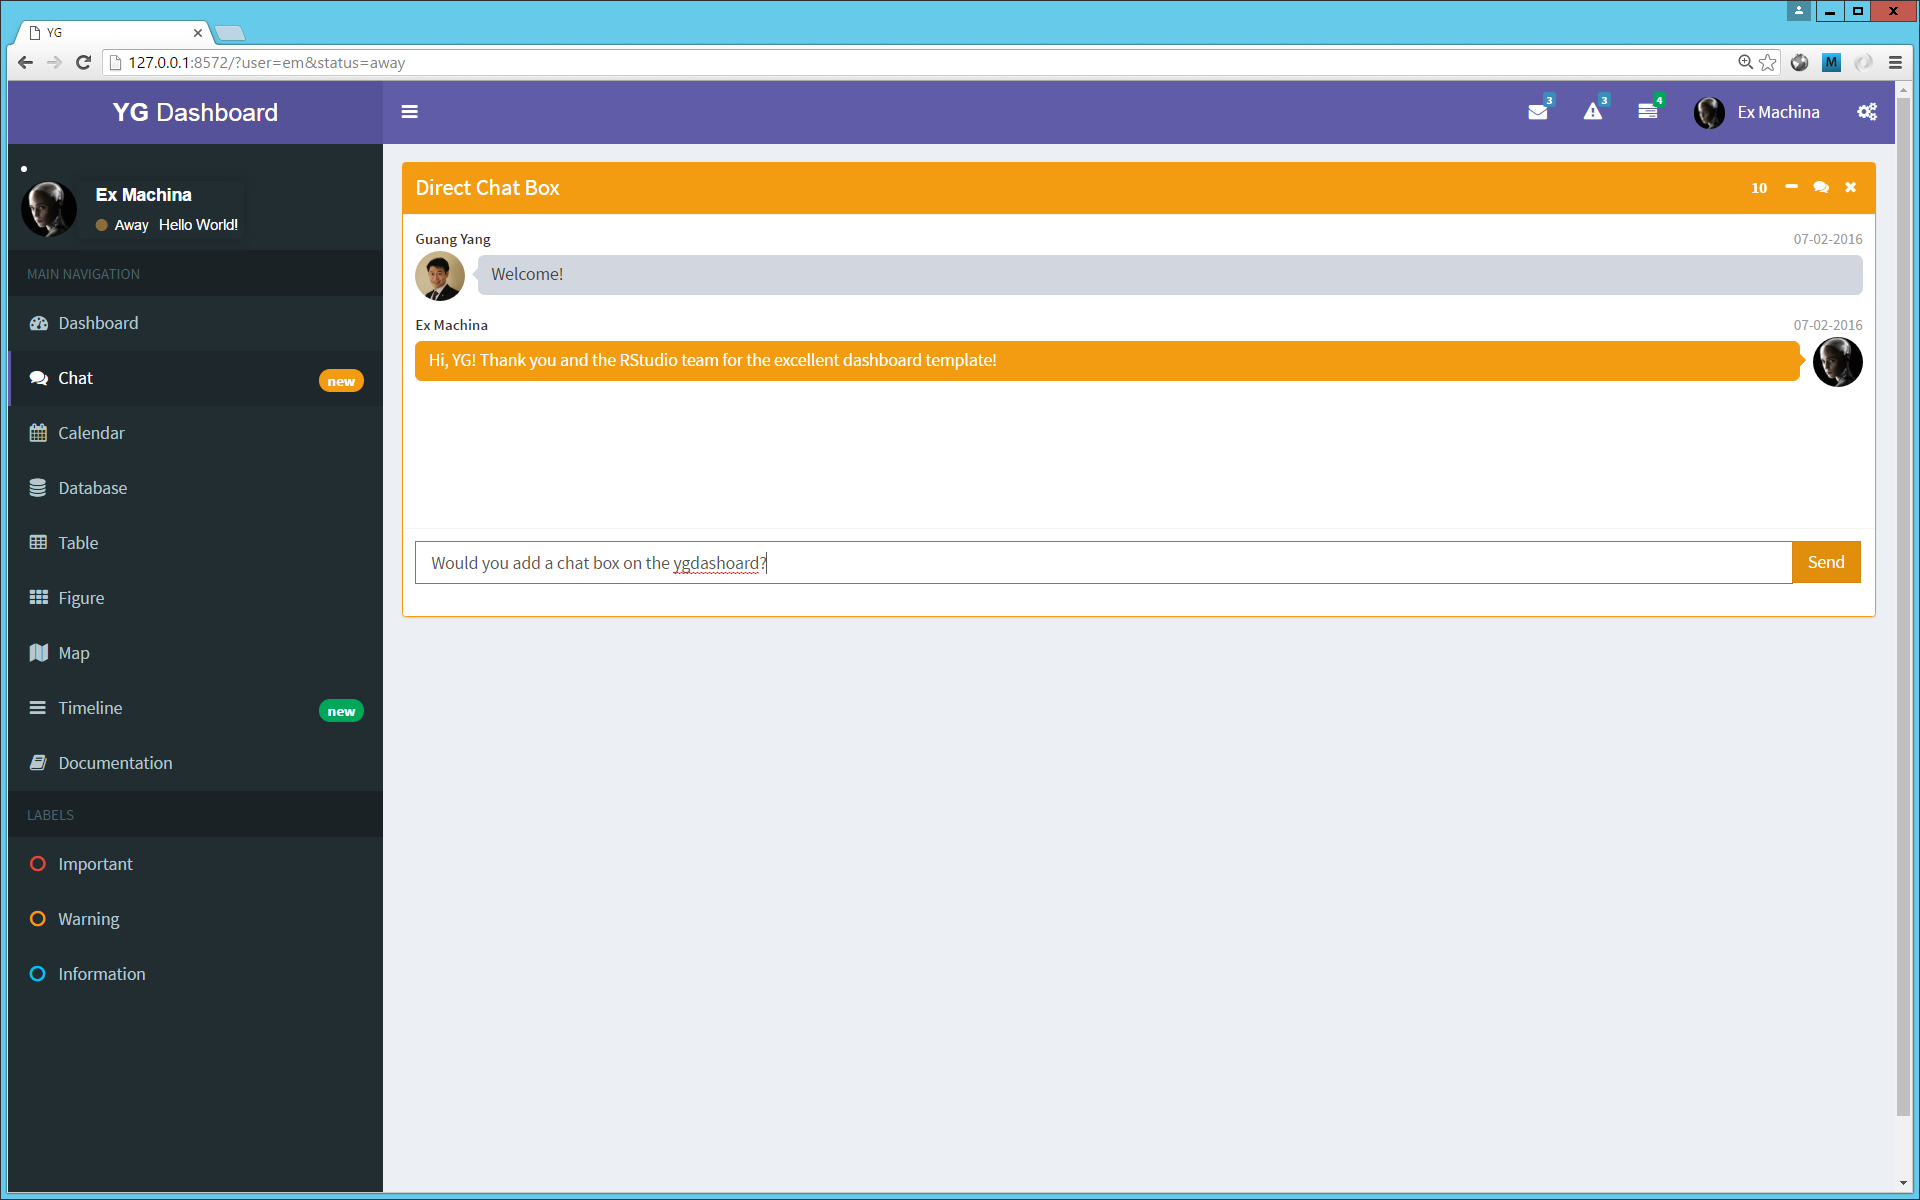 YG
127.0.0.1:8572/?user=em&status=away
M
YG Dashboard
3
3
4
Ex Machina
Ex Machina
Away Hello World!
MAIN NAVIGATION
Dashboard
Chat
new
Calendar
Database
Table
Figure
Map
Timeline
new
Documentation
LABELS
Important
Warning
Information
Direct Chat Box
10
Guang Yang
07-02-2016
Welcome!
Ex Machina
07-02-2016
Hi, YG! Thank you and the RStudio team for the excellent dashboard template!
Would you add a chat box on the ygdashoard?
Send